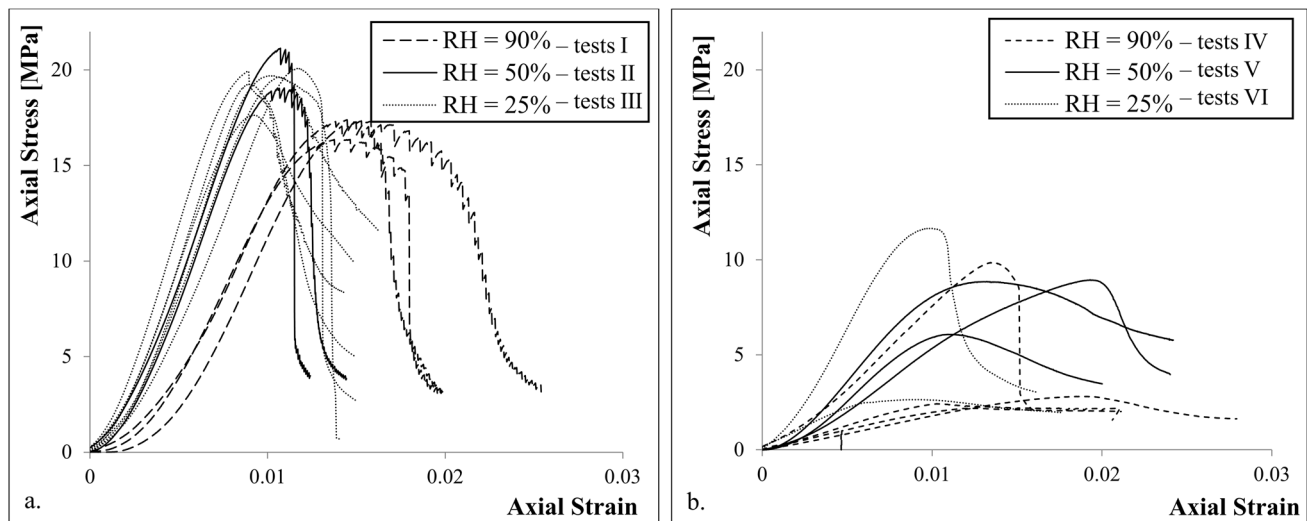 RH = 90% – tests I
RH = 50% – tests II
RH = 25% – tests III
Axial Stress [MPa]
20
15
10
5
0
0
0.01
0.02
0.03
Axial Strain
a.
RH = 90% – tests IV
RH = 50% – tests V
RH = 25% – tests VI
Axial Stress [MPa]
20
15
10
5
0
0
0.01
0.02
0.03
Axial Strain
b.